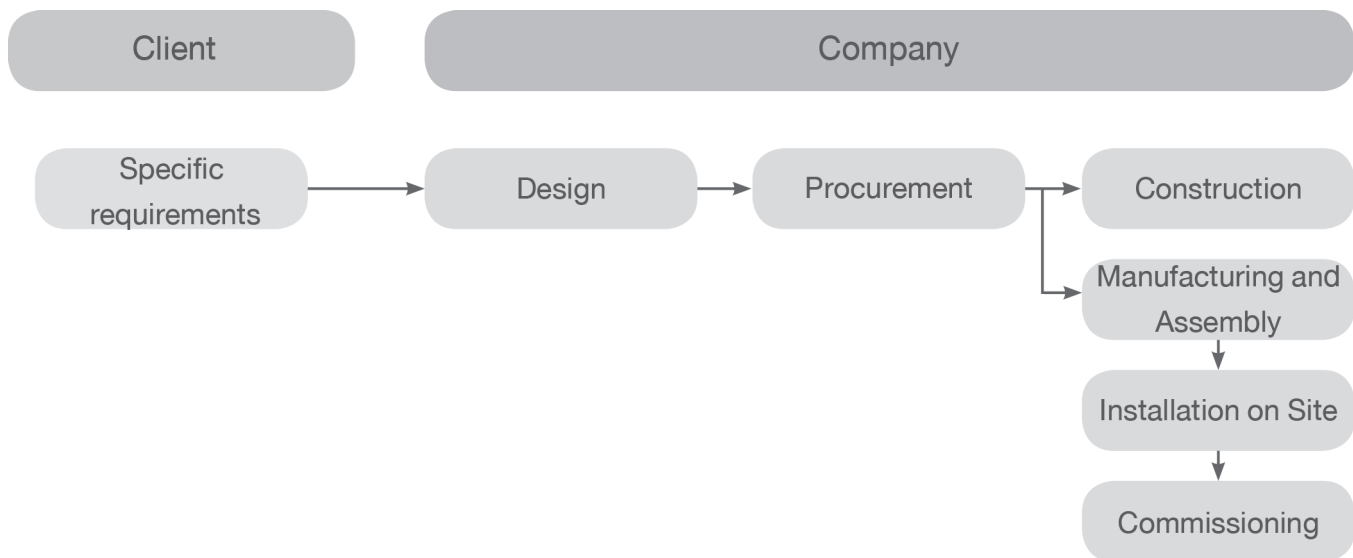 Client
Company
Specific
requirements
Design
Procurement
Construction
Manufacturing and
Assembly
Installation on Site
Commissioning